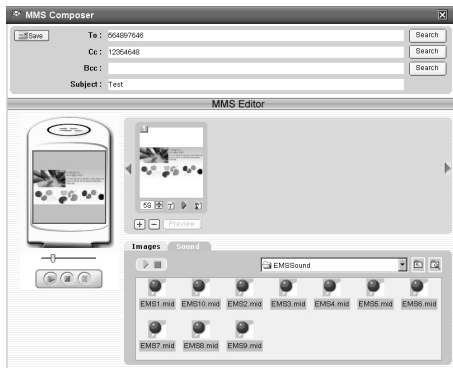 MMS Composer
Save
To : 664897646
Search
Cc : 12354648
Search
Bcc :
Search
Subject : Test
MMS Editor
1
5S
Preview
Images Sound
EMSSound
EMS1.mid EMS10.mid EMS2.mid EMS3.mid EMS4.mid EMS5.mid EMS6.mid
EMS7.mid EMS8.mid EMS9.mid